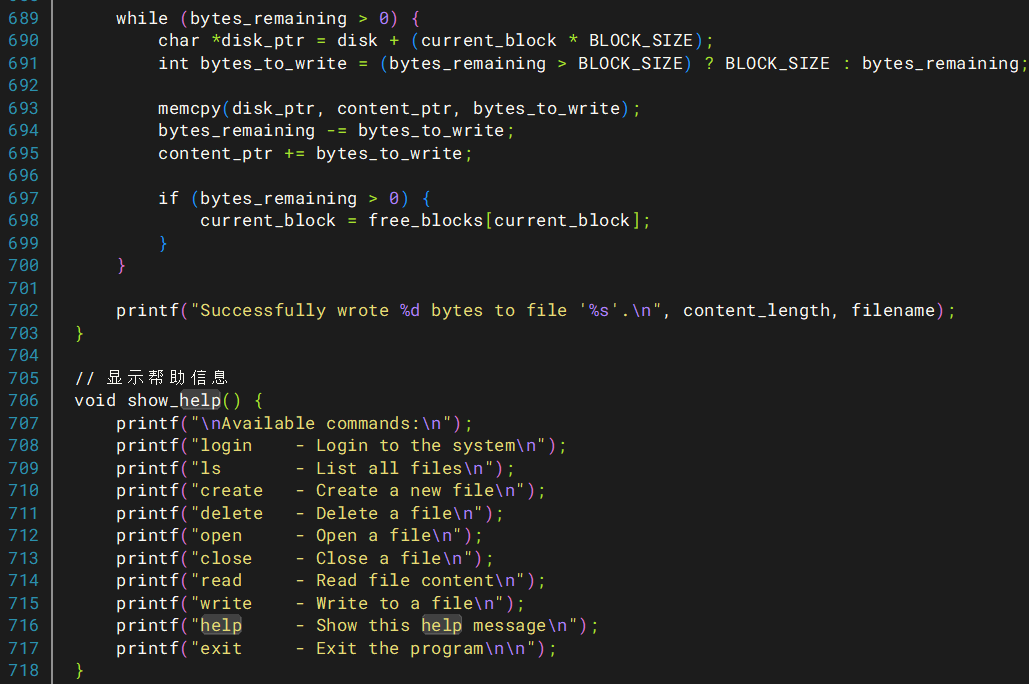 689 while (bytes_remaining > 0) {
690 char *disk_ptr = disk + (current_block * BLOCK_SIZE);
691 int bytes_to_write = (bytes_remaining > BLOCK_SIZE) ? BLOCK_SIZE : bytes_remaining;
692
693 memcpy(disk_ptr, content_ptr, bytes_to_write);
694 bytes_remaining -= bytes_to_write;
695 content_ptr += bytes_to_write;
696
697 if (bytes_remaining > 0) {
698 current_block = free_blocks[current_block];
699 }
700 }
701
702 printf("Successfully wrote %d bytes to file '%s'.\n", content_length, filename);
703 }
704
705 // 显示帮助信息
706 void show_help() {
707 printf("\nAvailable commands:\n");
708 printf("login    - Login to the system\n");
709 printf("ls       - List all files\n");
710 printf("create   - Create a new file\n");
711 printf("delete   - Delete a file\n");
712 printf("open     - Open a file\n");
713 printf("close    - Close a file\n");
714 printf("read     - Read file content\n");
715 printf("write    - Write to a file\n");
716 printf("help     - Show this help message\n");
717 printf("exit     - Exit the program\n\n");
718 }